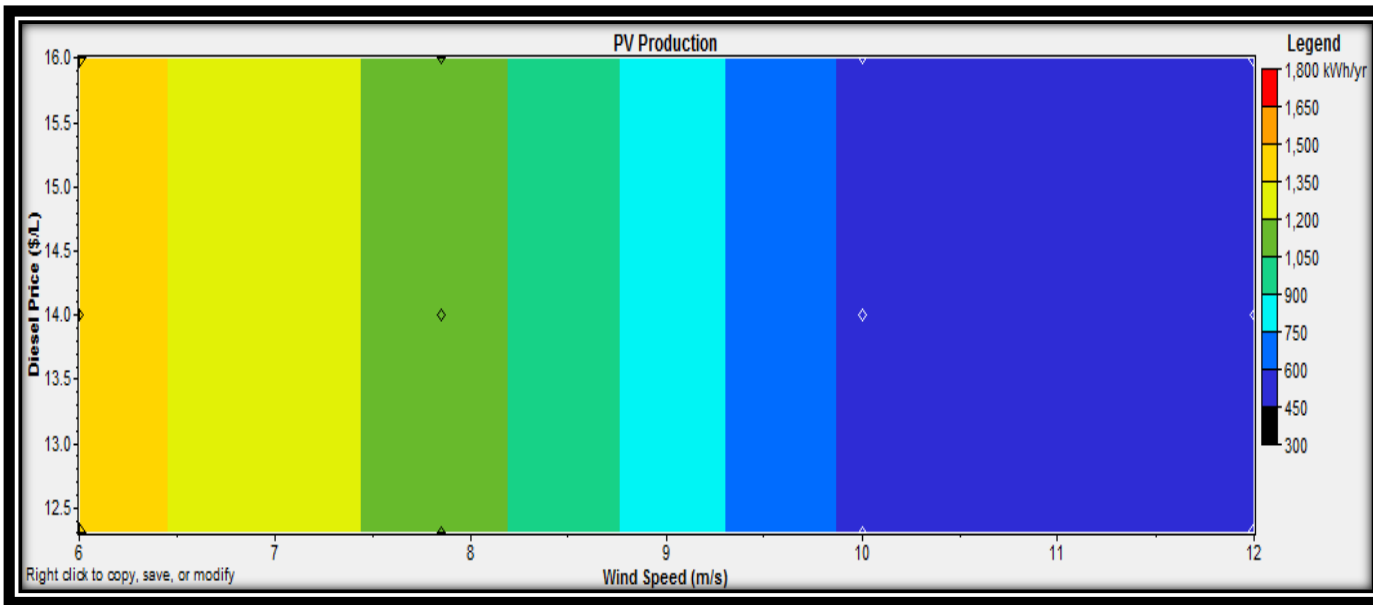 PV Production
Legend
16.0
15.5
15.0
14.5
14.0
13.5
13.0
12.5
Diesel Price ($/L)
6 7 8 9 10 11 12
Wind Speed (m/s)
Right click to copy, save, or modify
1,800 kWh/yr
1,650
1,500
1,350
1,200
1,050
900
750
600
450
300